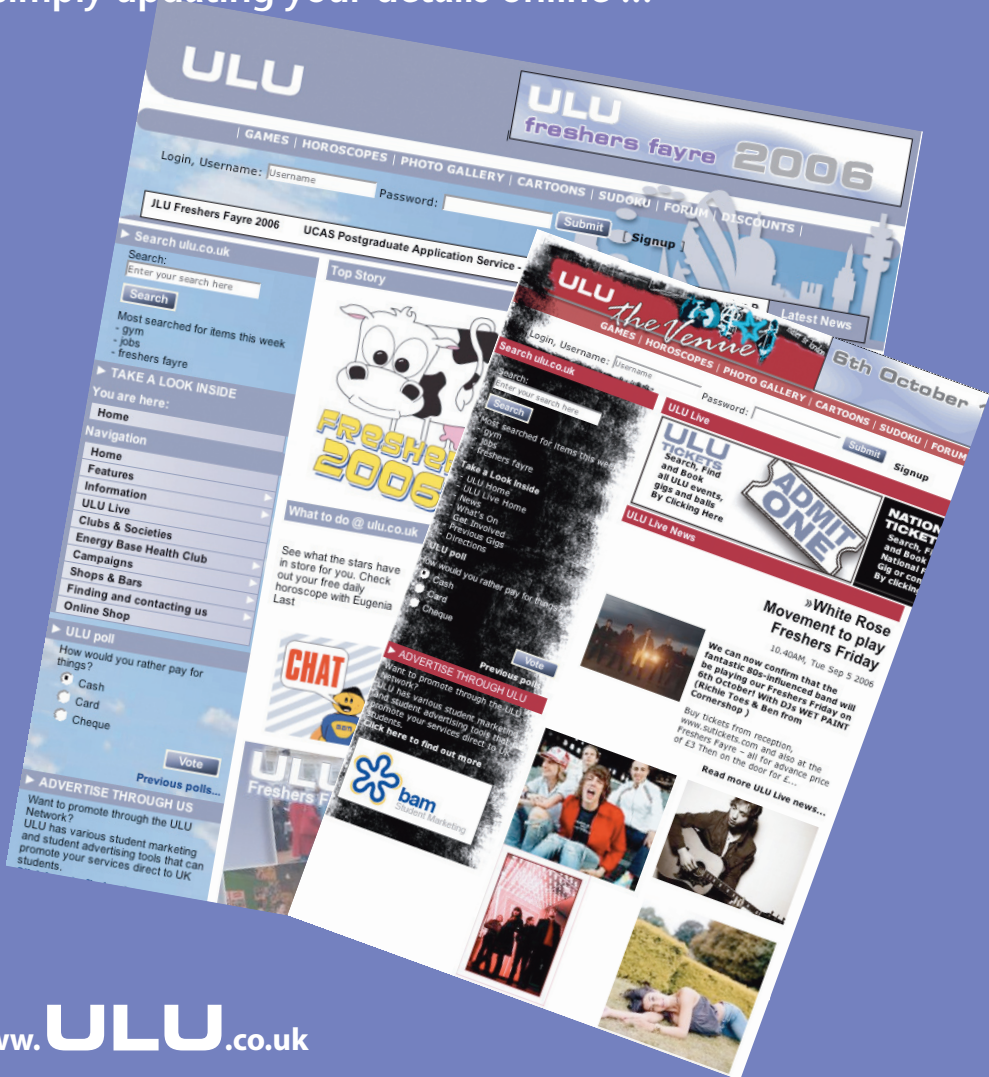 simply updating your details online ...
ULU
ULU
freshers fayre 2006
| GAMES | HOROSCOPES | PHOTO GALLERY | CARTOONS | SUDOKU | FORUM | DISCOUNTS |
Login, Username: Username Password: Submit [ Signup ]
JLU Freshers Fayre 2006 UCAS Postgraduate Application Service -
Search ulu.co.uk
Search:
Enter your search here
Search
Most searched for items this week
- gym
- jobs
- freshers fayre
TAKE A LOOK INSIDE
You are here:
Home
Navigation
Home
Features
Information
ULU Live
Clubs & Societies
Energy Base Health Club
Campaigns
Shops & Bars
Finding and contacting us
Online Shop
ULU poll
How would you rather pay for
things?
Cash
Card
Cheque
Vote
Previous polls...
ADVERTISE THROUGH US
Want to promote through the ULU
Network?
ULU has various student marketing
and student advertising tools that can
promote your services direct to UK
students.
Top Story
FRESHE
2006
What to do @ ulu.co.uk
See what the stars have
in store for you. Check
out your free daily
horoscope with Eugenia
Last
CHAT
bam
ULU
Freshers F
Latest News
ULU
the Venue
6th October
GAMES | HOROSCOPES | PHOTO GALLERY | CARTOONS | SUDOKU | FORUM
Login, Username: Username Password: Submit Signup
Search ulu.co.uk
Search:
Enter your search here
Search
Most searched for items this week
- gym
- jobs
- freshers fayre
Take a Look Inside
- ULU Home
- ULU Live Home
- News
- What's On
- Get Involved
- Previous Gigs
- Directions
ULU poll
How would you rather pay for things?
Cash
Card
Cheque
Vote
Previous polls
ADVERTISE THROUGH ULU
Want to promote through the ULU
Network?
ULU has various student marketing
and student advertising tools that
promote your services direct to
students.
Click here to find out more
bam
Student Marketing
ULU Live
ULU
TICKETS
Search, Find
and Book
all ULU events,
gigs and balls
By Clicking Here
ADMIT
ONE
NATION
TICKET
Search, F
and Book
National F
Gig or con
By clickin
ULU Live News
»White Rose
Movement to play
Freshers Friday
10.40AM, Tue Sep 5 2006
We can now confirm that the
fantastic 80s-influenced band will
be playing our Freshers Friday on
6th October! With DJs WET PAINT
(Richie Toes & Ben from
Cornershop )
Buy tickets from reception,
www.sutickets.com and also at the
Freshers Fayre – all for advance price
of £3 Then on the door for £...
Read more ULU Live news...
ww.ULU.co.uk